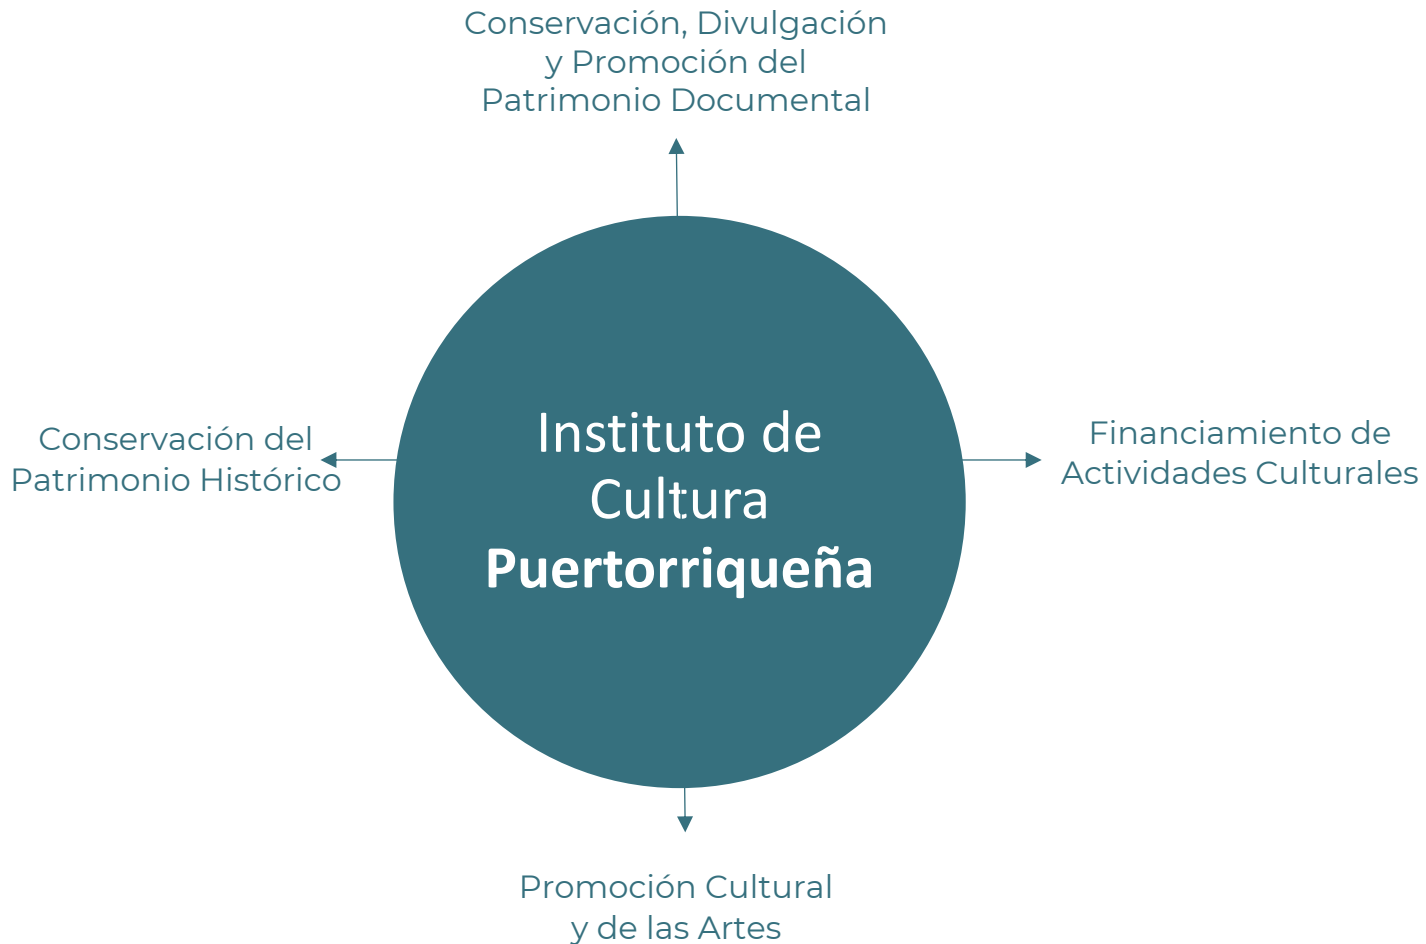 Conservación, Divulgación
y Promoción del
Patrimonio Documental
Conservación del
Patrimonio Histórico
Instituto de
Cultura
Puertorriqueña
Financiamiento de
Actividades Culturales
Promoción Cultural
y de las Artes